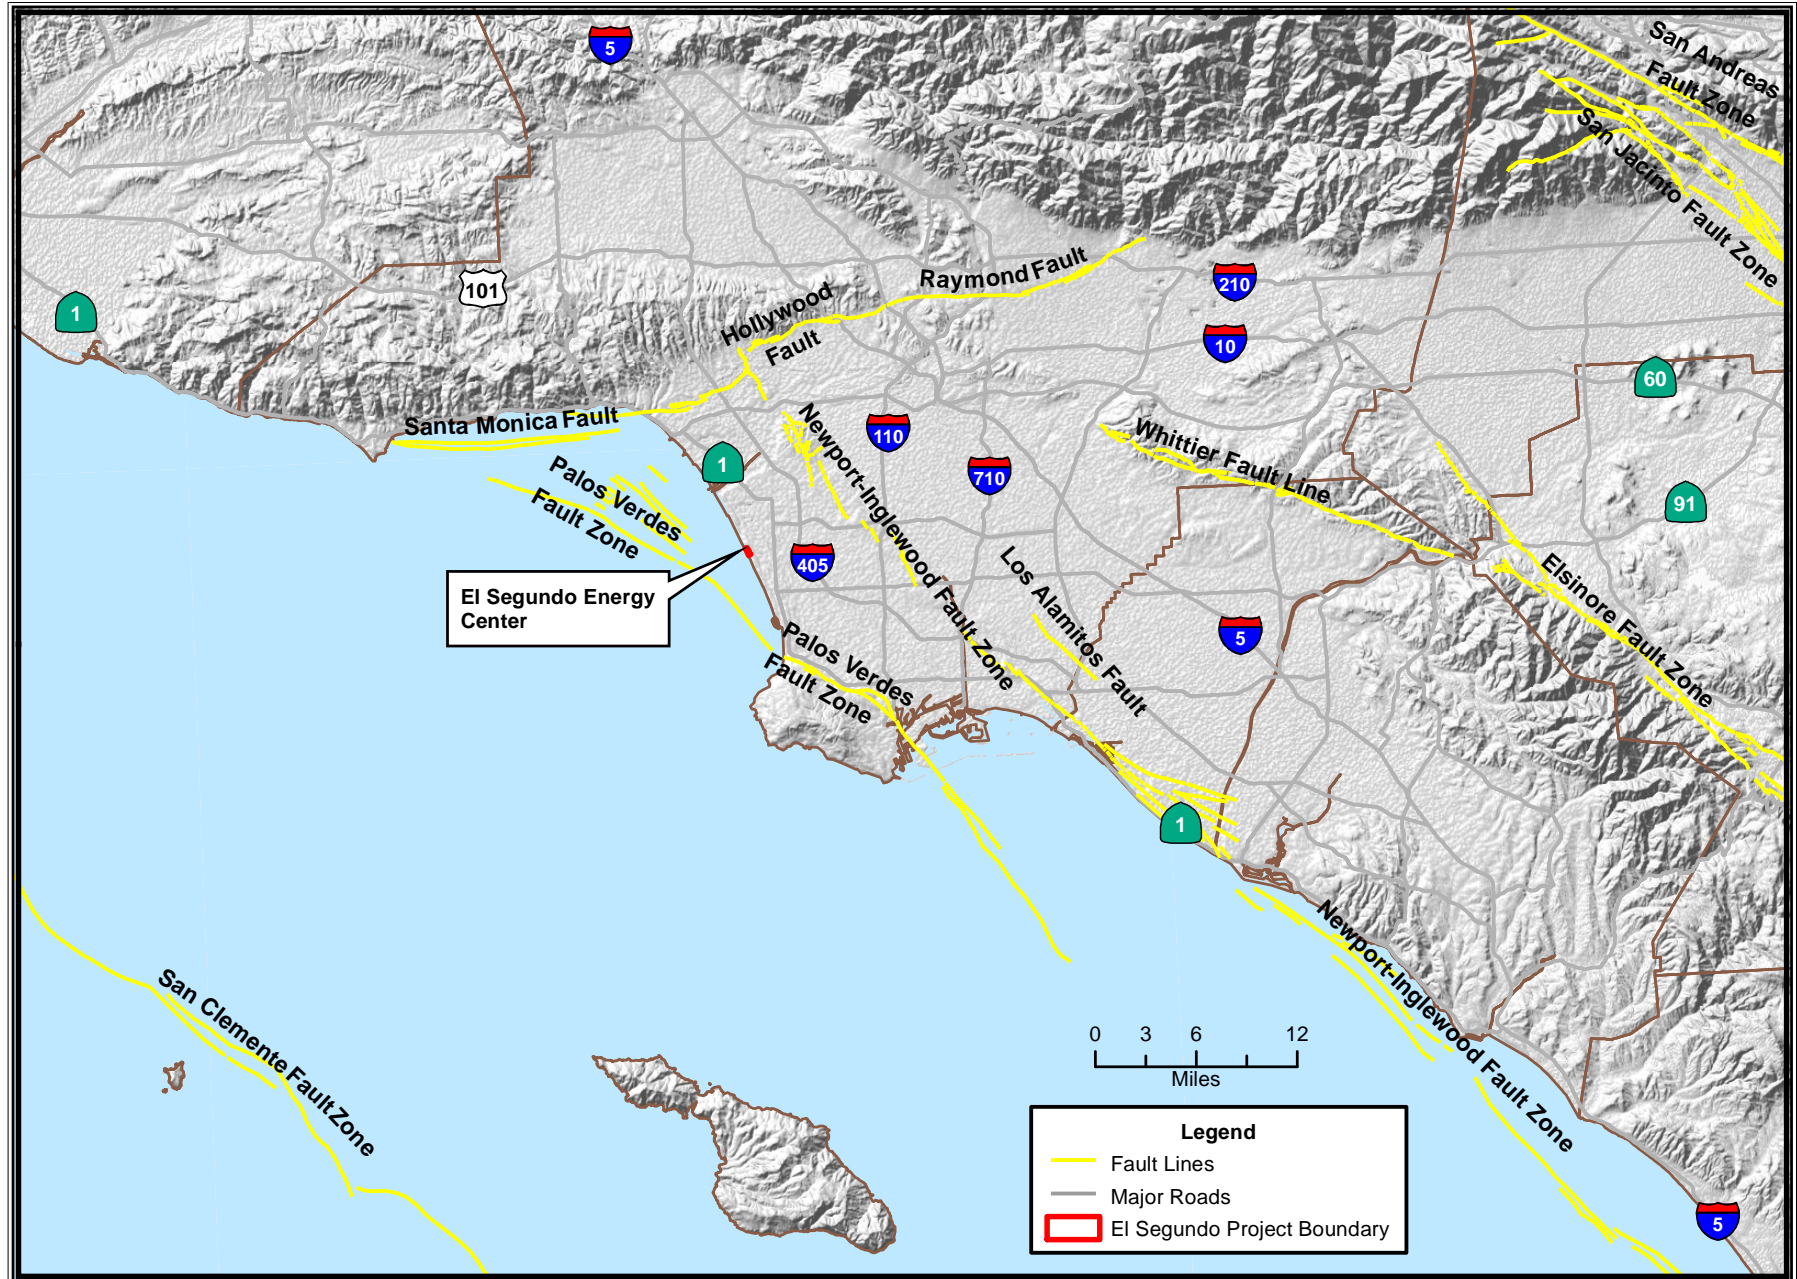 5
San Andreas
Fault Zone
San Jacinto Fault Zone
101
1
Raymond Fault
210
Hollywood
Fault
10
60
Santa Monica Fault
110
Newport-Inglewood Fault Zone
Whittier Fault Line
1
710
Palos Verdes
Fault Zone
91
405
El Segundo Energy
Center
Los Alamitos Fault
Elsinore Fault Zone
5
Palos Verdes
Fault Zone
1
Newport-Inglewood Fault Zone
San Clemente Fault Zone
0 3 6 12
Miles
Legend
Fault Lines
Major Roads
El Segundo Project Boundary
5